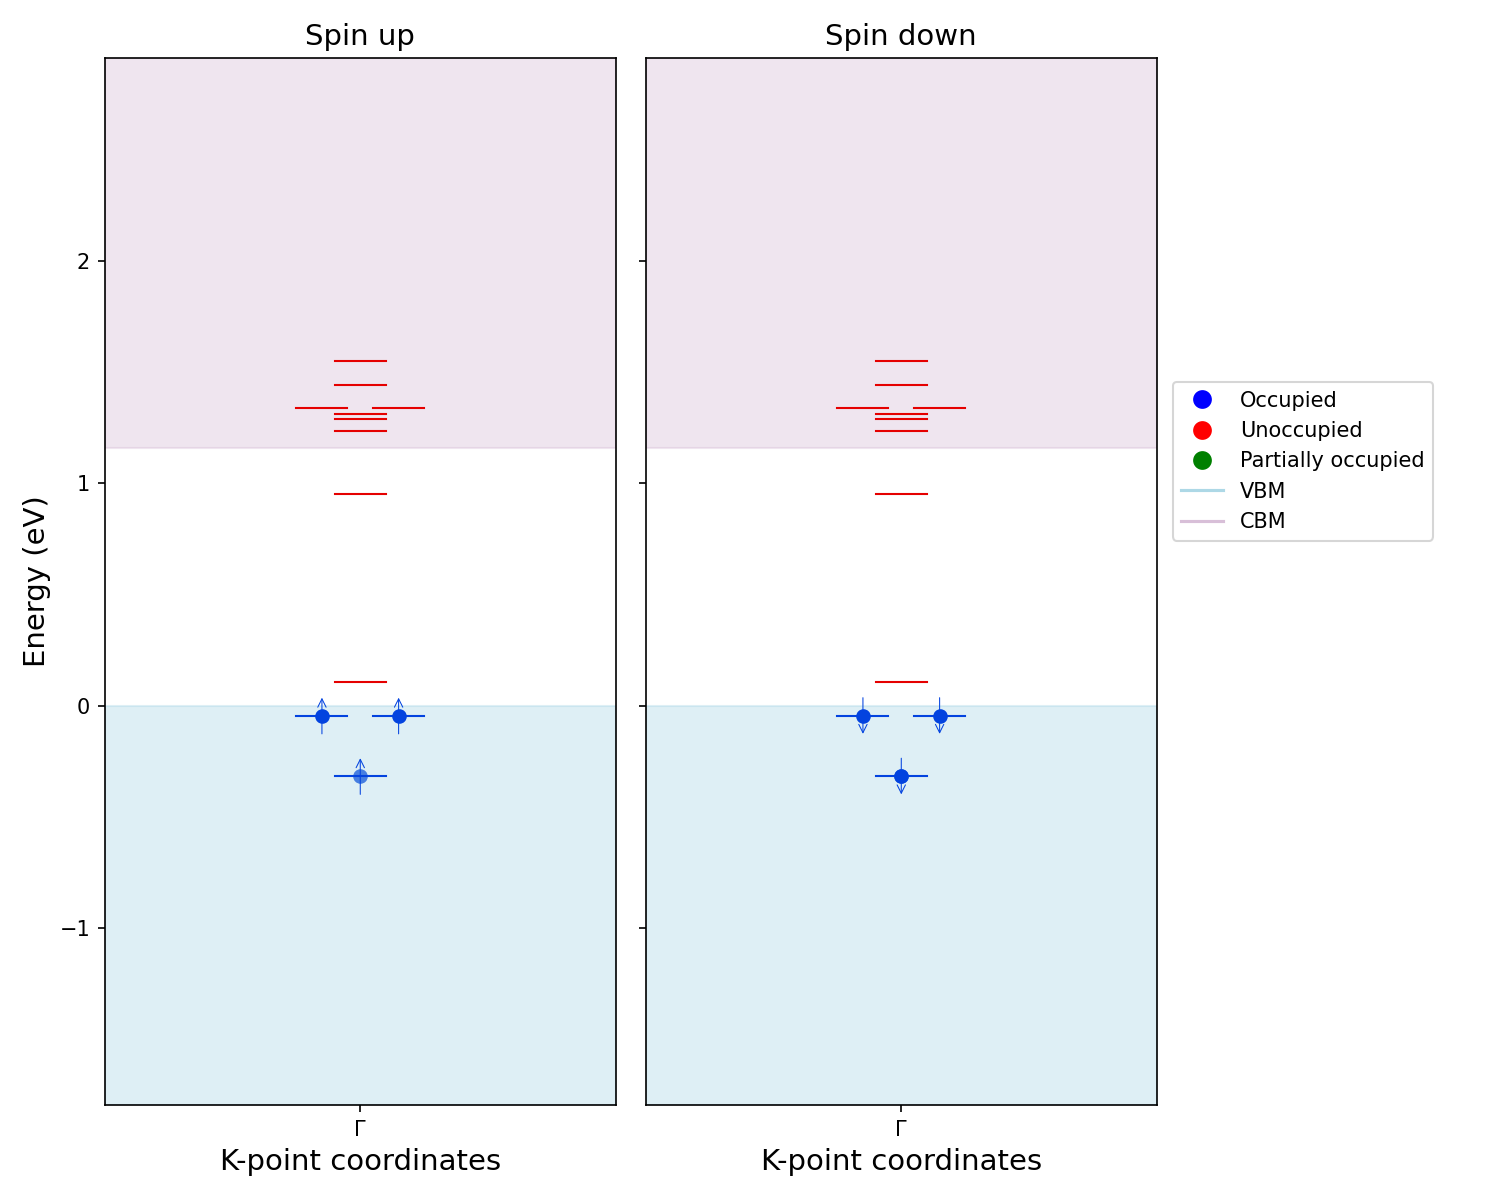 Spin up
Spin down
Energy (eV)
2
1
0
−1
Γ
Γ
K-point coordinates
K-point coordinates
Occupied
Unoccupied
Partially occupied
VBM
CBM